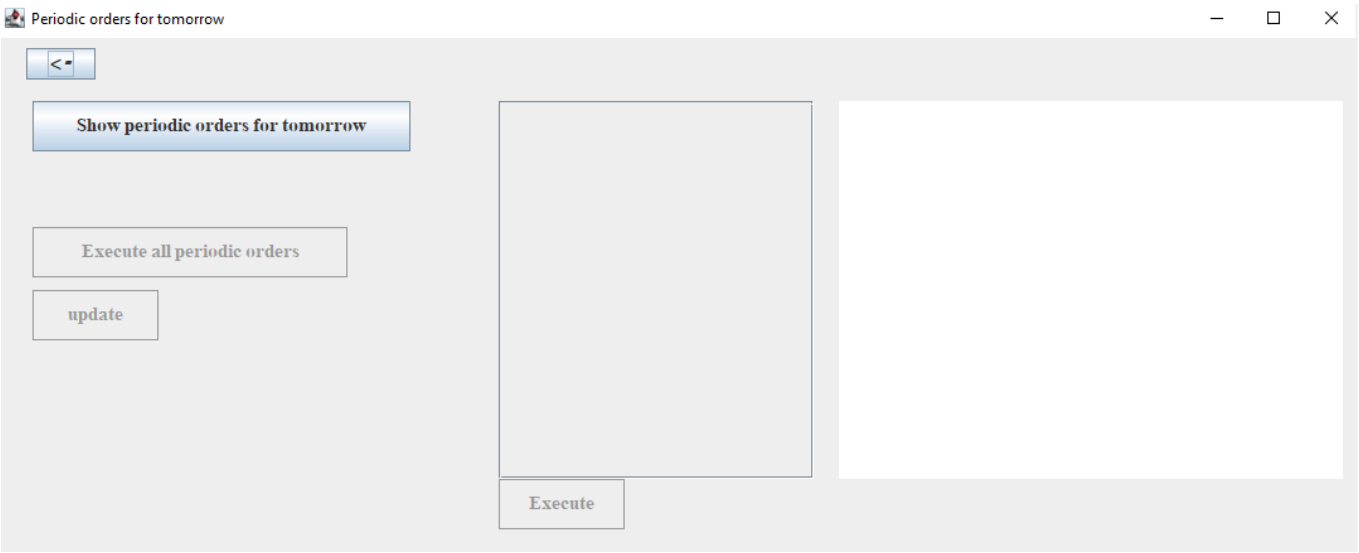 Periodic orders for tomorrow
<-
Show periodic orders for tomorrow
Execute all periodic orders
update
Execute